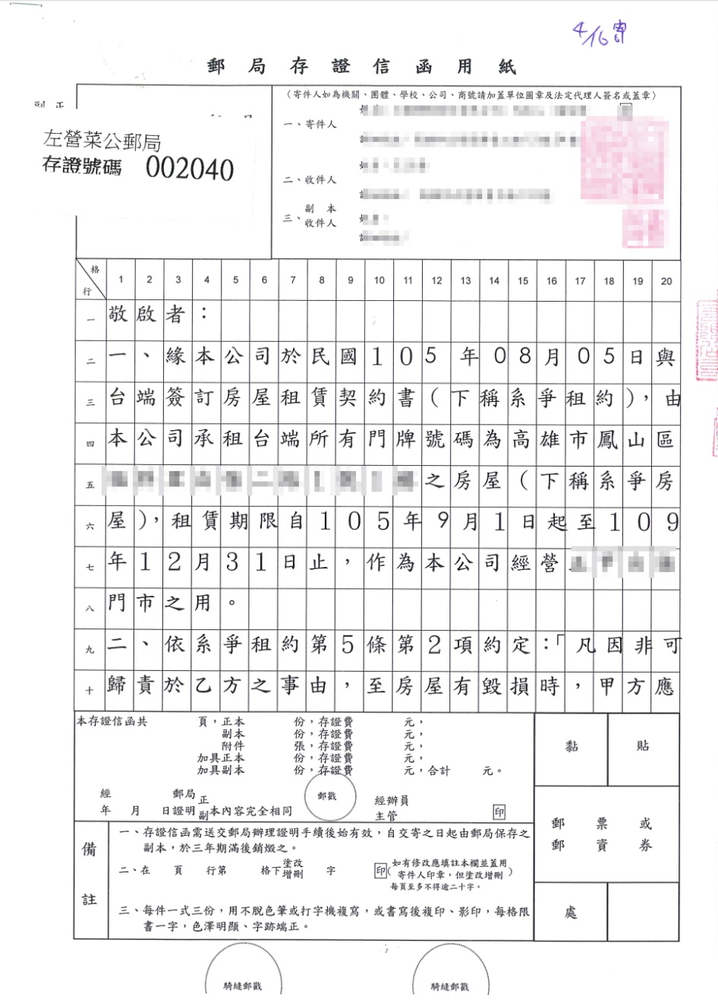 4/16寄
郵局存證信函用紙
副 正
〈寄件人如為機關、團體、學校、公司、商號請加蓋單位圖章及法定代理人簽名或蓋章〉
一、寄件人
左營菜公郵局
存證號碼 002040
二、收件人
副 本
三、收件人
格
行
1 2 3 4 5 6 7 8 9 10 11 12 13 14 15 16 17 18 19 20
一 敬啟者：
二 一、緣本公司於民國105年08月05日與
三 台端簽訂房屋租賃契約書(下稱系爭租約)，由
四 本公司承租台端所有門牌號碼為高雄市鳳山區
五 之房屋(下稱系爭房
六 屋)，租賃期限自105年9月1日起至109
七 年12月31日止，作為本公司經營
八 門市之用。
九 二、依系爭租約第5條第2項約定：「凡因非可
十 歸責於乙方之事由，至房屋有毀損時，甲方應
本存證信函共 頁，正本 份，存證費 元，
副本 份，存證費 元，
附件 張，存證費 元，
加具正本 份，存證費 元，
加具副本 份，存證費 元，合計 元。
黏 貼
經 郵局
年 月 日證明 正副本內容完全相同
郵戳
經辦員
主管
印
郵 票 或
郵 資 券
處
備
註
一、存證信函需送交郵局辦理證明手續後始有效，自交寄之日起由郵局保存之
副本，於三年期滿後銷燬之。
二、在 頁 行第 格下塗改增刪 字 印(如有修改應填註本欄並蓋用
寄件人印章，但塗改增刪)
每頁至多不得逾二十字。
三、每件一式三份，用不脫色筆或打字機複寫，或書寫後複印、影印，每格限
書一字，色澤明顯、字跡端正。
騎縫郵戳 騎縫郵戳